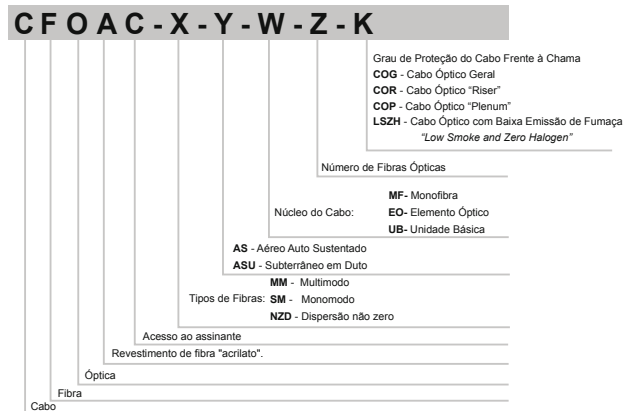 CFOAC-X-Y-W-Z-K
Grau de Proteção do Cabo Frente à Chama
COG - Cabo Óptico Geral
COR - Cabo Óptico “Riser”
COP - Cabo Óptico “Plenum”
LSZH - Cabo Óptico com Baixa Emissão de Fumaça
“Low Smoke and Zero Halogen”
Número de Fibras Ópticas
MF- Monofibra
Núcleo do Cabo: EO- Elemento Óptico
UB- Unidade Básica
AS - Aéreo Auto Sustentado
ASU - Subterrâneo em Duto
MM - Multimodo
Tipos de Fibras: SM - Monomodo
NZD - Dispersão não zero
Acesso ao assinante
Revestimento de fibra "acrilato".
Óptica
Fibra
Cabo